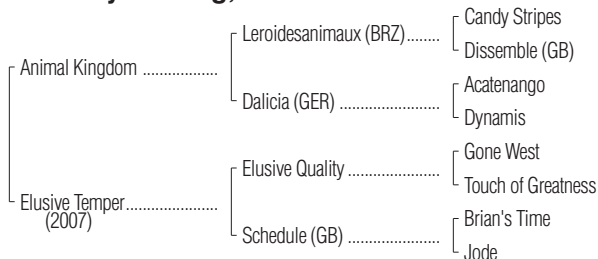 Candy Stripes
Leroidesanimaux (BRZ)........
Dissemble (GB)
Animal Kingdom ..................
Acatenango
Dalicia (GER) ........................
Dynamis
Gone West
Elusive Quality ......................
Touch of Greatness
Elusive Temper......................
(2007)
Brian's Time
Schedule (GB) ......................
Jode